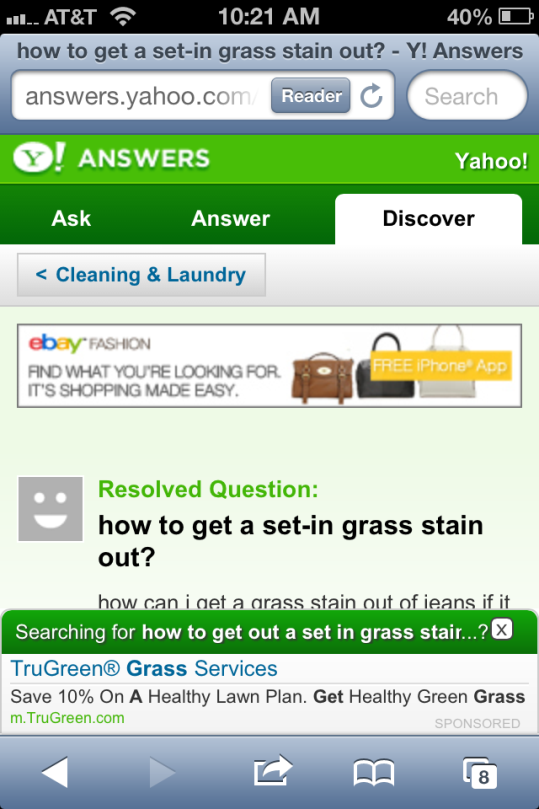 AT&T 10:21 AM 40%
how to get a set-in grass stain out? - Y! Answers
answers.yahoo.com/ Reader Search
Y! ANSWERS Yahoo!
Ask Answer Discover
< Cleaning & Laundry
ebay FASHION
FIND WHAT YOU'RE LOOKING FOR.
IT'S SHOPPING MADE EASY.
FREE iPhone® App
Resolved Question:
how to get a set-in grass stain
out?
how can i get a grass stain out of jeans if it
Searching for how to get out a set in grass stair...? X
TruGreen® Grass Services
Save 10% On A Healthy Lawn Plan. Get Healthy Green Grass
m.TruGreen.com
SPONSORED
8